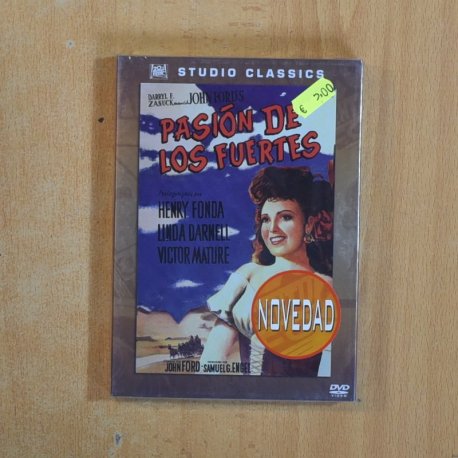 STUDIO CLASSICS
€ 3,00
DARRYL F.
ZANUCK JOHN FORD'S
PASIÓN DE
LOS FUERTES
HENRY FONDA
LINDA DARNELL
VICTOR MATURE
NOVEDAD
JOHN FORD SAMUEL G. ENGEL
DVD
VIDEO